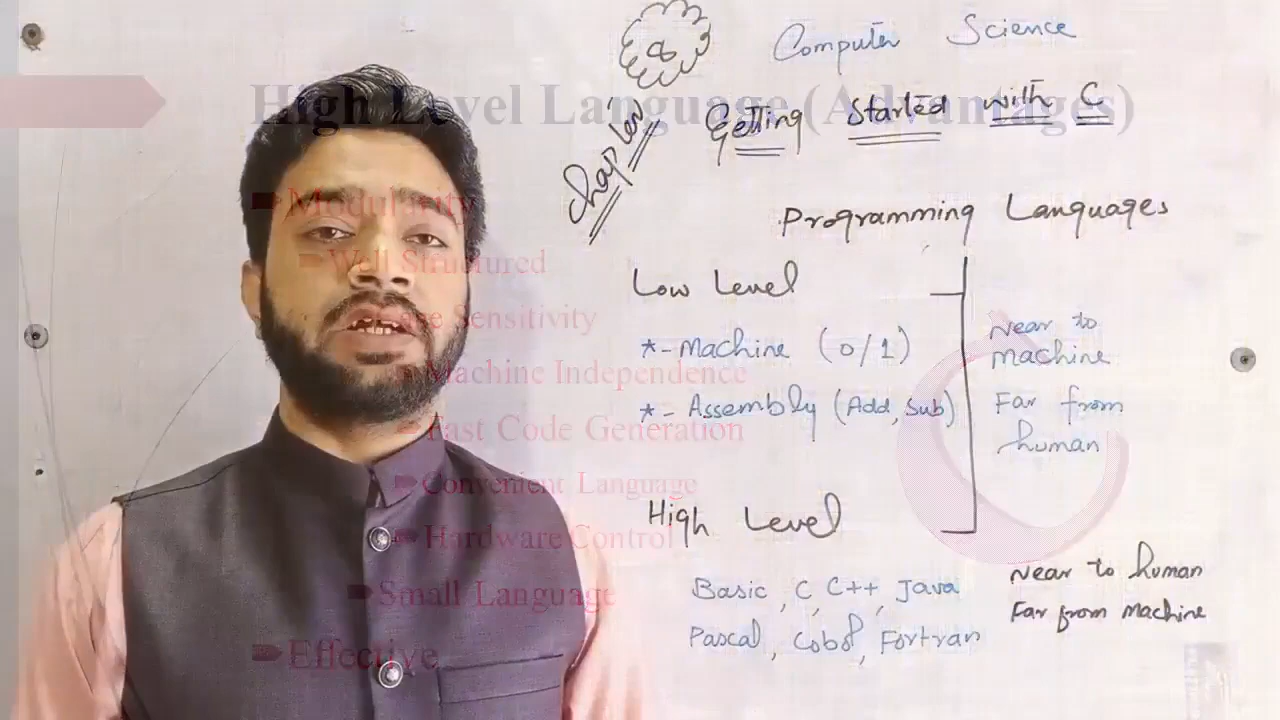 8
Computer Science
Chapter
Getting Started with C
High Level Language (Advantages)
Programming Languages
Modularity
Well Structured
Case Sensitivity
Machine Independence
Fast Code Generation
Convenient Language
Hardware Control
Small Language
Effective
Low Level
*- Machine (0/1)
*- Assembly (Add, Sub)
Near to
machine
Far from
human
High Level
Basic, C, C++, Java
Pascal, Cobol, Fortran
Near to human
Far from Machine